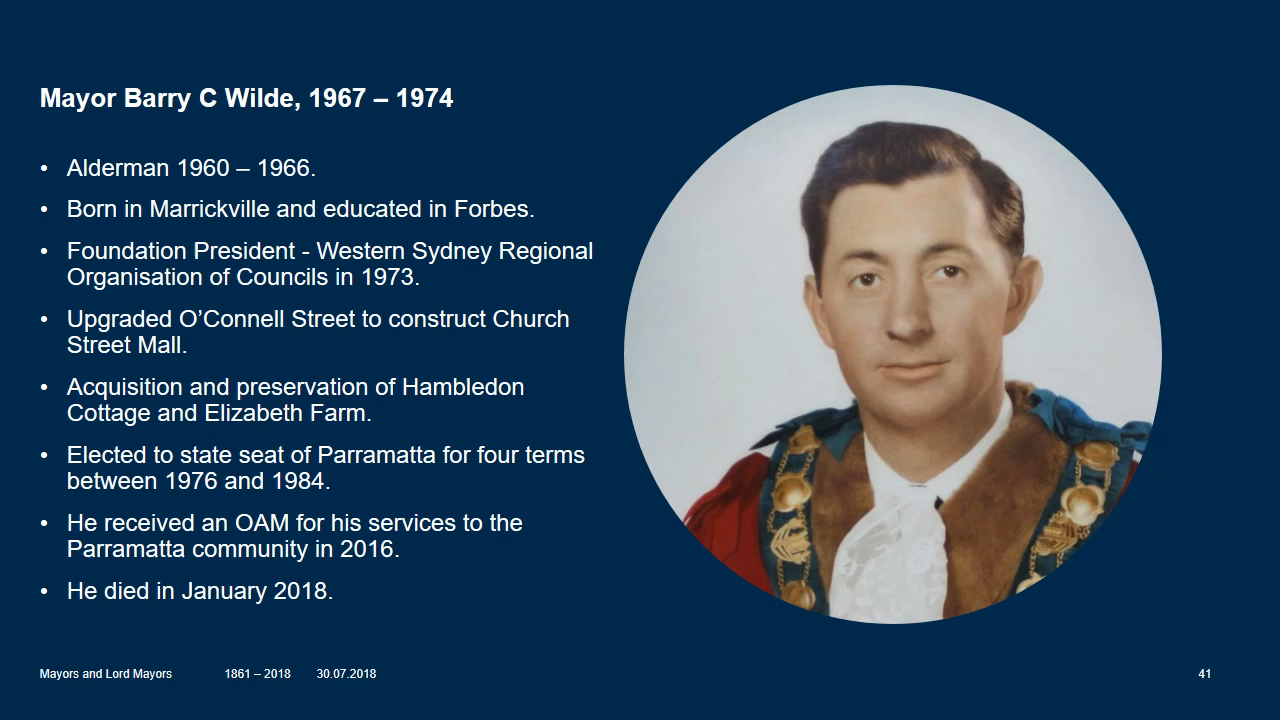 Mayor Barry C Wilde, 1967 – 1974
• Alderman 1960 – 1966.
• Born in Marrickville and educated in Forbes.
• Foundation President - Western Sydney Regional
Organisation of Councils in 1973.
• Upgraded O’Connell Street to construct Church
Street Mall.
• Acquisition and preservation of Hambledon
Cottage and Elizabeth Farm.
• Elected to state seat of Parramatta for four terms
between 1976 and 1984.
• He received an OAM for his services to the
Parramatta community in 2016.
• He died in January 2018.
Mayors and Lord Mayors 1861 – 2018 30.07.2018 41